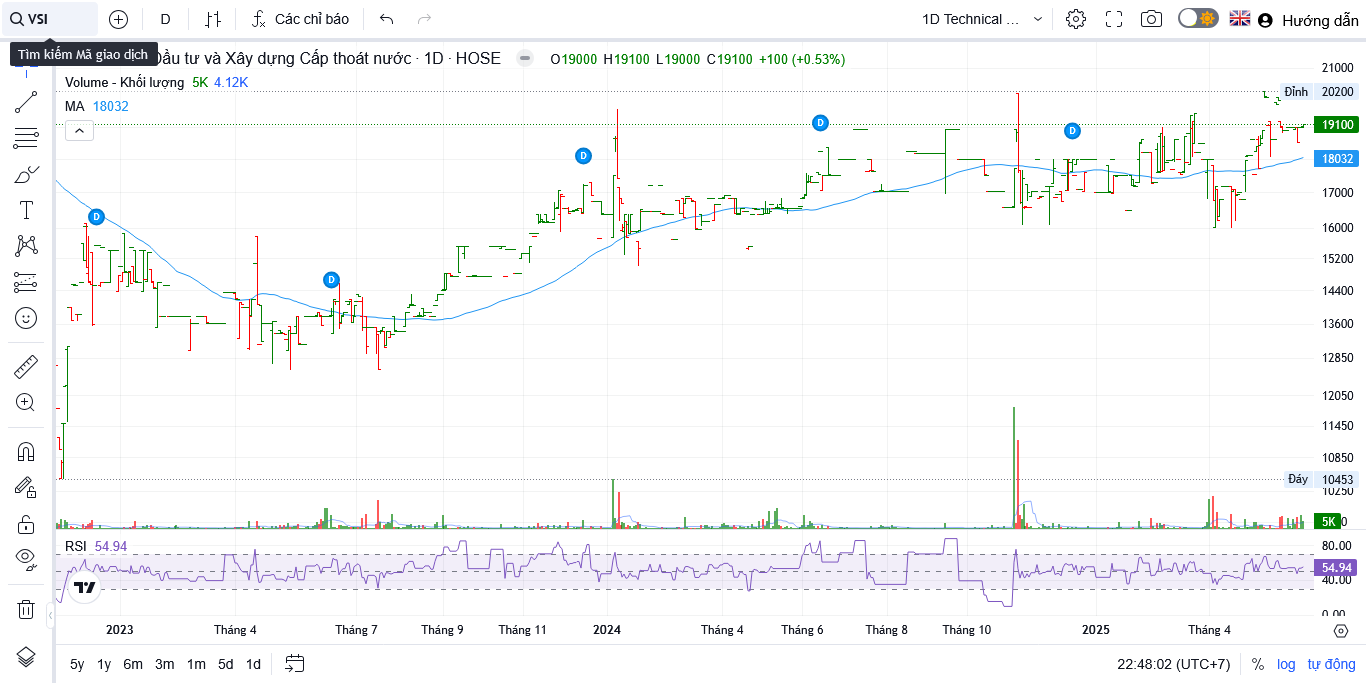 VSI
D
Các chỉ báo
1D Technical ...
Hướng dẫn
Tìm kiếm Mã giao dịch
Đầu tư và Xây dựng Cấp thoát nước · 1D · HOSE
O19000 H19100 L19000 C19100 +100 (+0.53%)
Volume - Khối lượng 5K 4.12K
MA 18032
21000
Đỉnh 20200
19100
18032
17000
16000
15200
14400
13600
12850
12050
11450
10850
Đáy 10453
10250
5K
0
D
D
D
D
D
RSI 54.94
80.00
54.94
40.00
0.00
2023
Tháng 4
Tháng 7
Tháng 9
Tháng 11
2024
Tháng 4
Tháng 6
Tháng 8
Tháng 10
2025
Tháng 4
5y 1y 6m 3m 1m 5d 1d
22:48:02 (UTC+7)
%
log
tự động